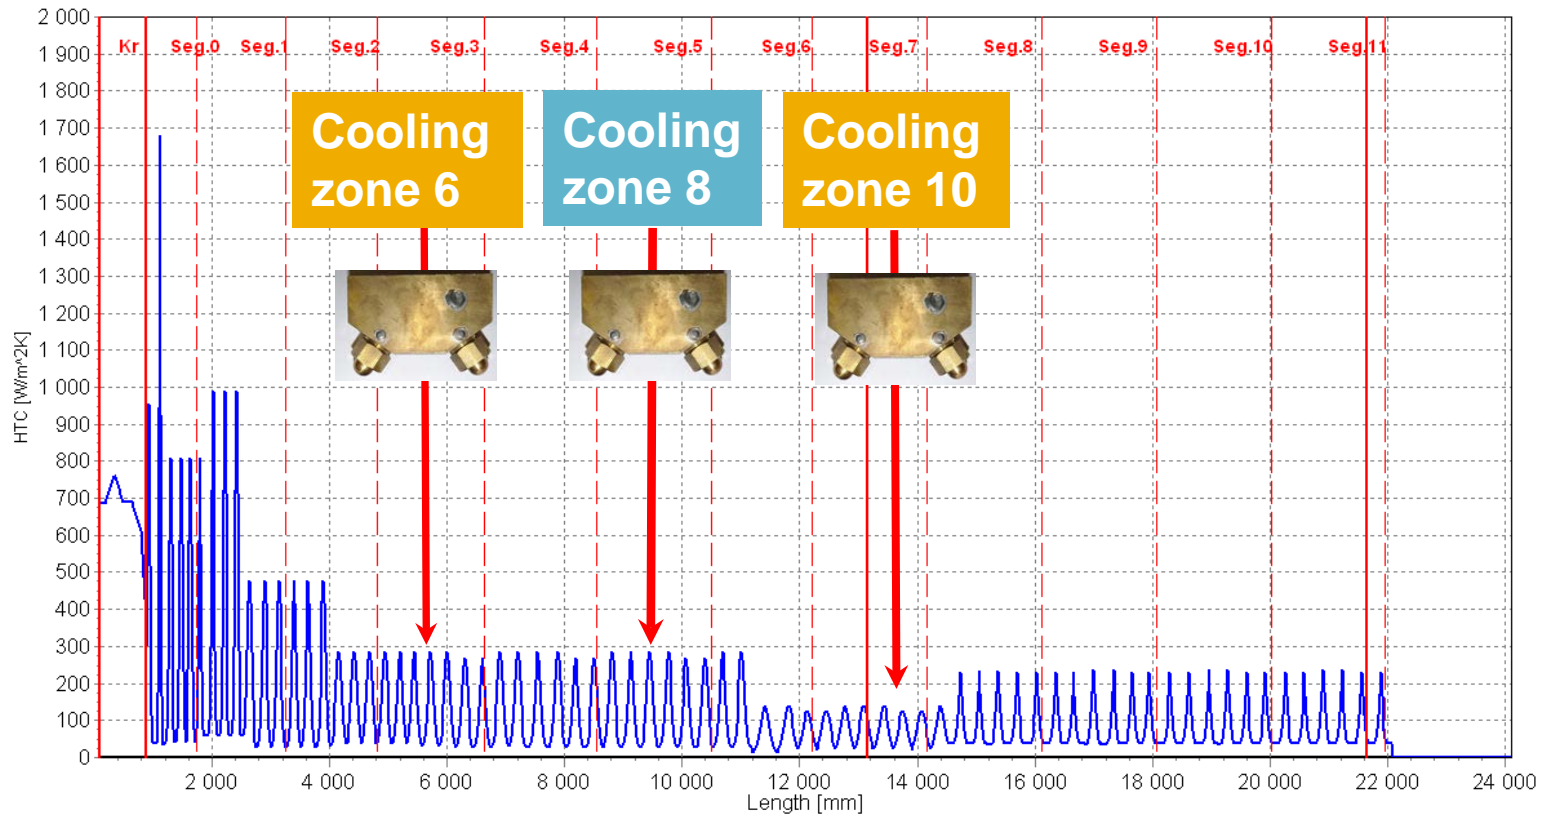 2 000
1 900
1 800
1 700
1 600
1 500
1 400
1 300
1 200
1 100
1 000
900
800
700
600
500
400
300
200
100
0
HTC [W/m^2K]
Kr
Seg.0
Seg.1
Seg.2
Seg.3
Seg.4
Seg.5
Seg.6
Seg.7
Seg.8
Seg.9
Seg.10
Seg.11
Cooling
zone 6
Cooling
zone 8
Cooling
zone 10
2 000
4 000
6 000
8 000
10 000
12 000
14 000
16 000
18 000
20 000
22 000
24 000
Length [mm]